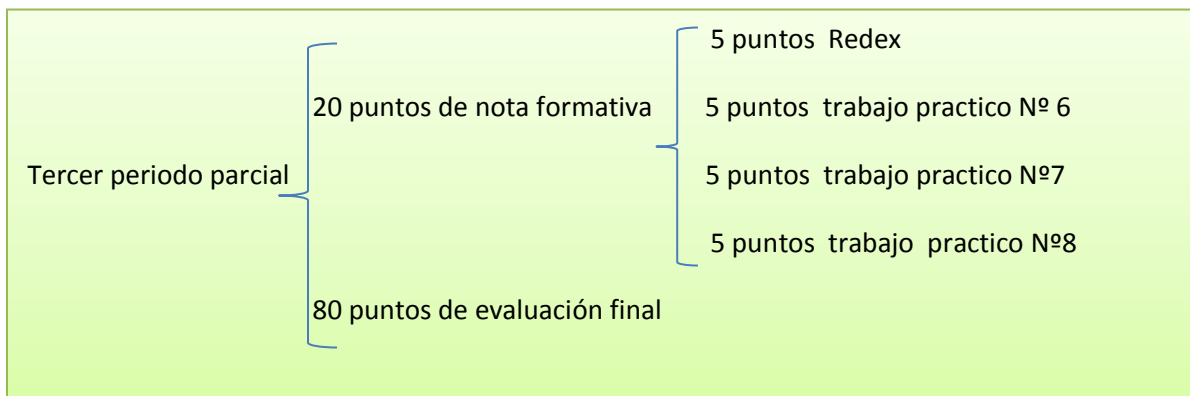 5 puntos Redex
20 puntos de nota formativa
5 puntos trabajo practico Nº 6
Tercer periodo parcial
5 puntos trabajo practico Nº7
5 puntos trabajo practico Nº8
80 puntos de evaluación final